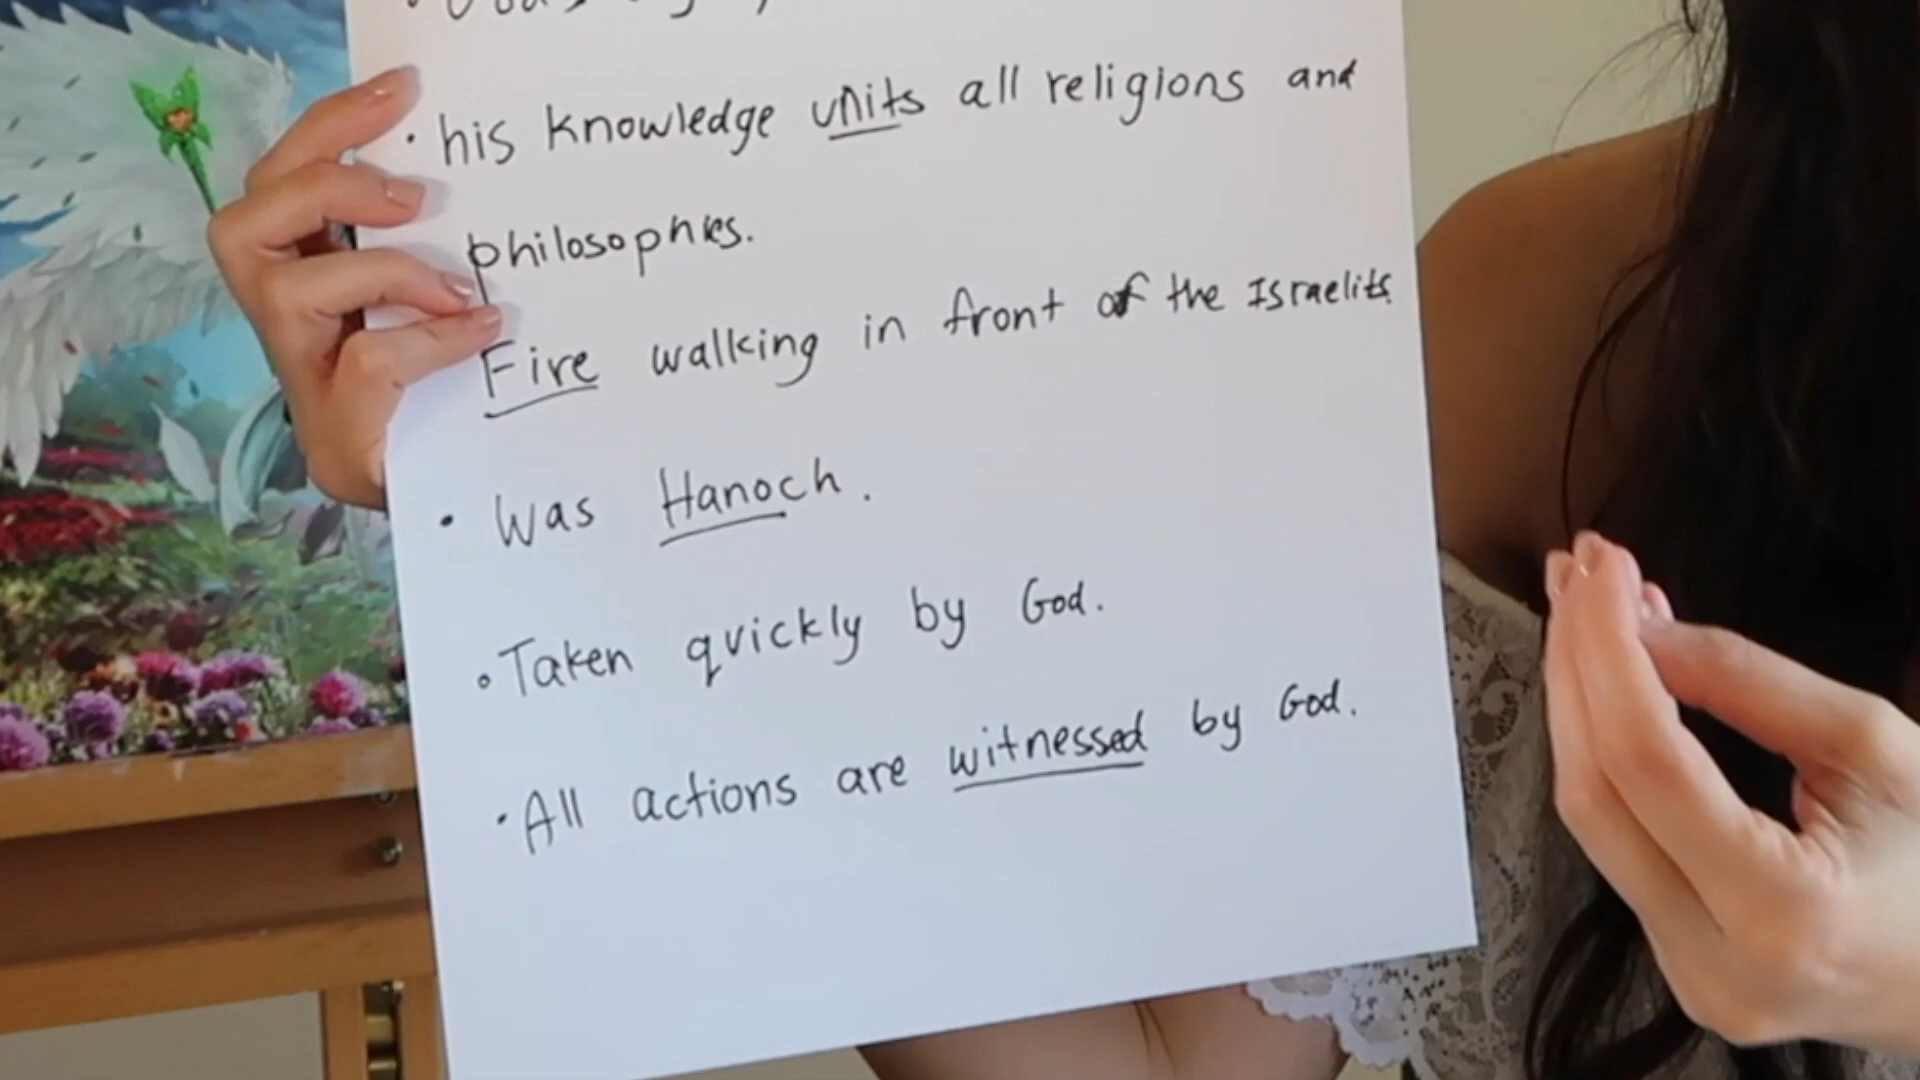 • his knowledge units all religions and
philosophies.
Fire walking in front of the Israelits.
• Was Hanoch.
• Taken quickly by God.
• All actions are witnessed by God.